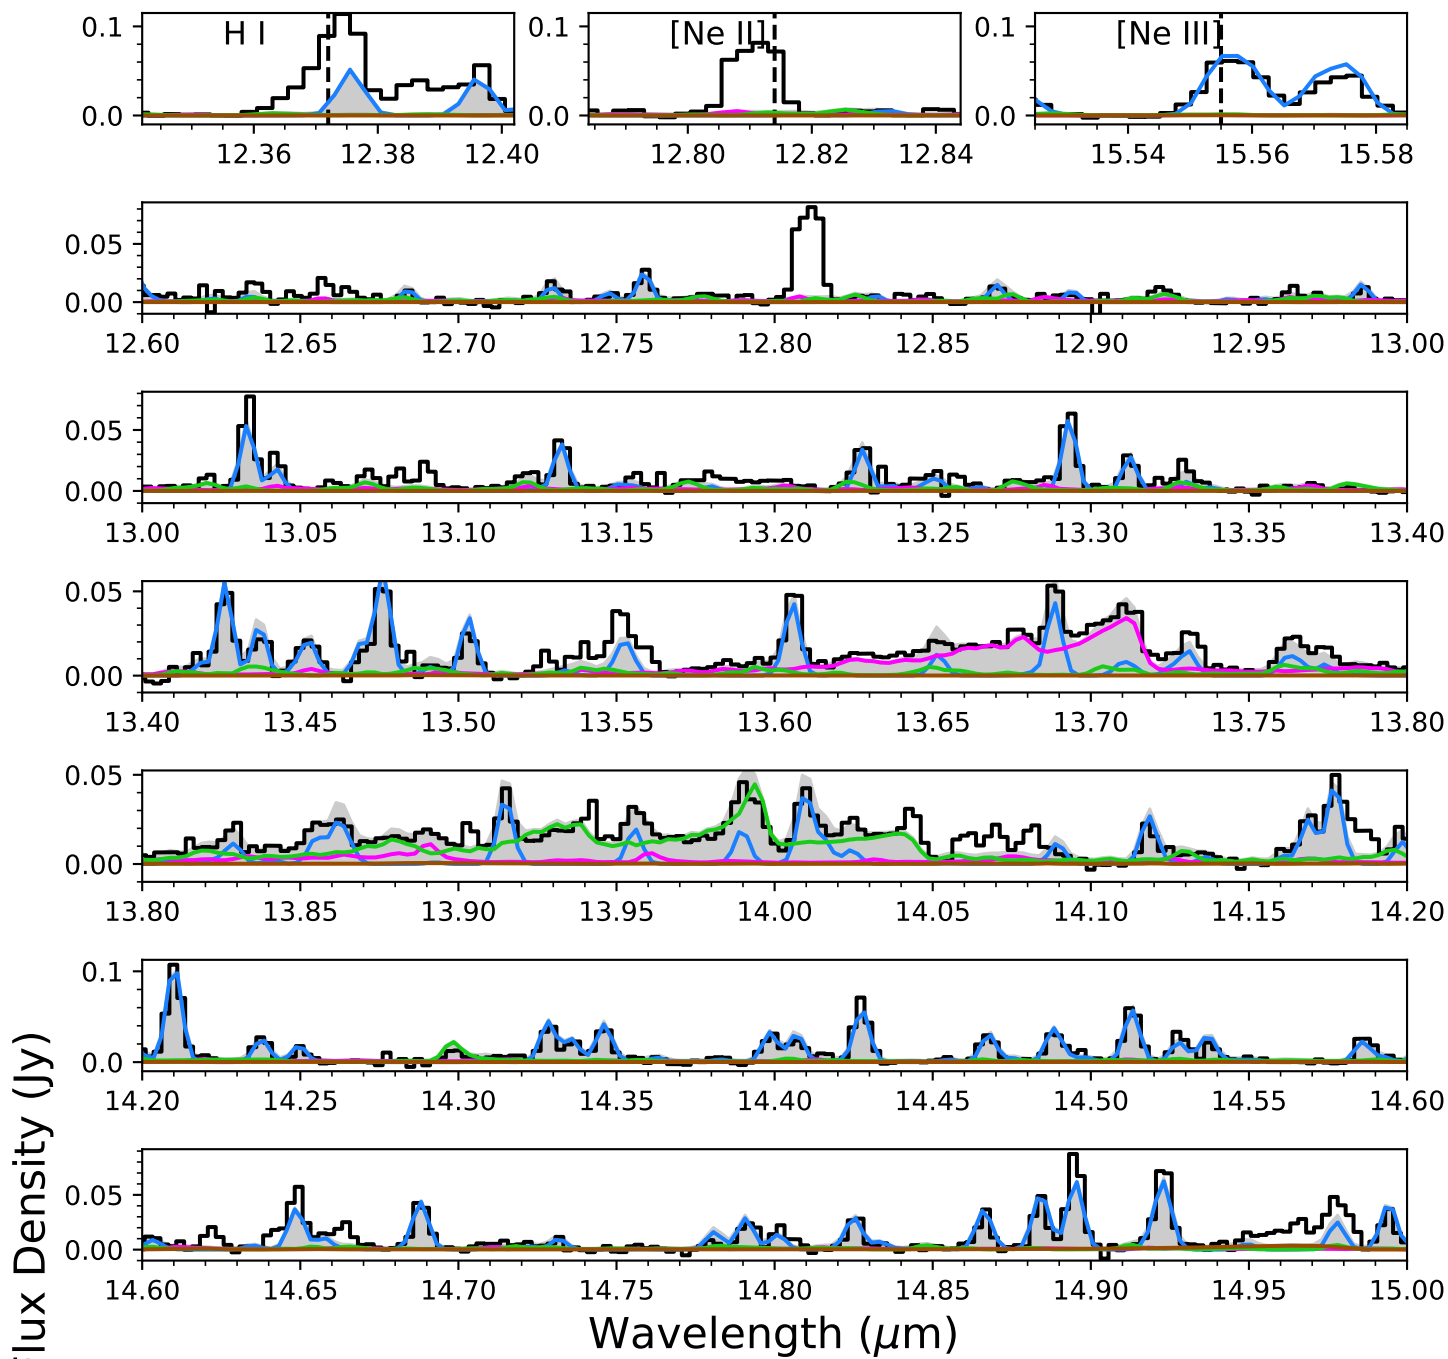 H I [Ne II] [Ne III]
0.1 0.1 0.1
0.0 0.0 0.0
12.36 12.38 12.40 12.80 12.82 12.84 15.54 15.56 15.58
0.05
0.00
12.60 12.65 12.70 12.75 12.80 12.85 12.90 12.95 13.00
0.05
0.00
13.00 13.05 13.10 13.15 13.20 13.25 13.30 13.35 13.40
0.05
0.00
13.40 13.45 13.50 13.55 13.60 13.65 13.70 13.75 13.80
0.05
0.00
13.80 13.85 13.90 13.95 14.00 14.05 14.10 14.15 14.20
0.1
0.0
14.20 14.25 14.30 14.35 14.40 14.45 14.50 14.55 14.60
0.05
0.00
14.60 14.65 14.70 14.75 14.80 14.85 14.90 14.95 15.00
Wavelength (μm)
Flux Density (Jy)